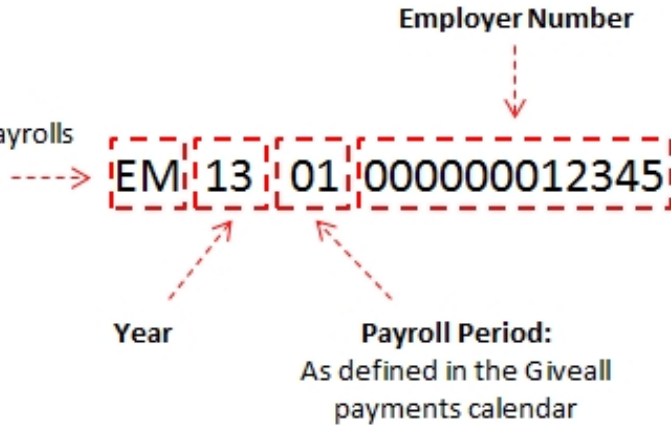 Employer Number
ayrolls
EM 13 01 000000012345
Year
Payroll Period:
As defined in the Giveall
payments calendar